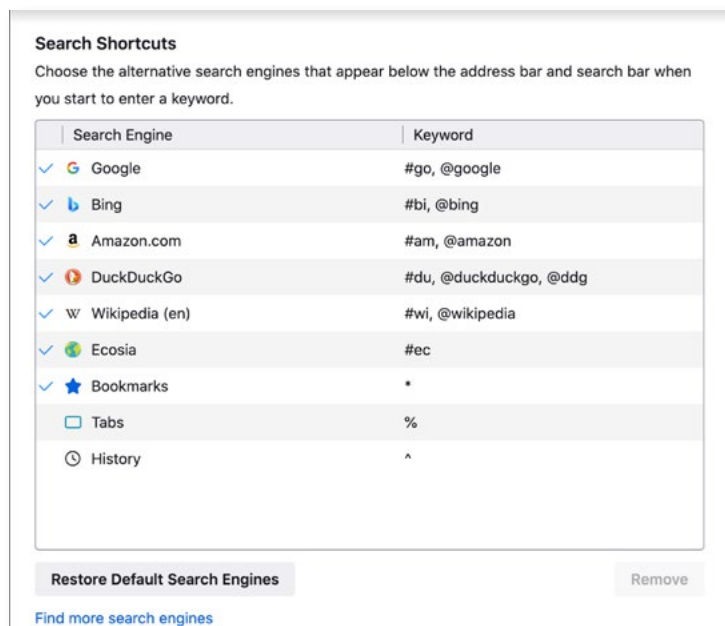 Search Shortcuts
Choose the alternative search engines that appear below the address bar and search bar when
you start to enter a keyword.
Search Engine Keyword
Google #go, @google
Bing #bi, @bing
Amazon.com #am, @amazon
DuckDuckGo #du, @duckduckgo, @ddg
Wikipedia (en) #wi, @wikipedia
Ecosia #ec
Bookmarks *
Tabs %
History ^
Restore Default Search Engines Remove
Find more search engines